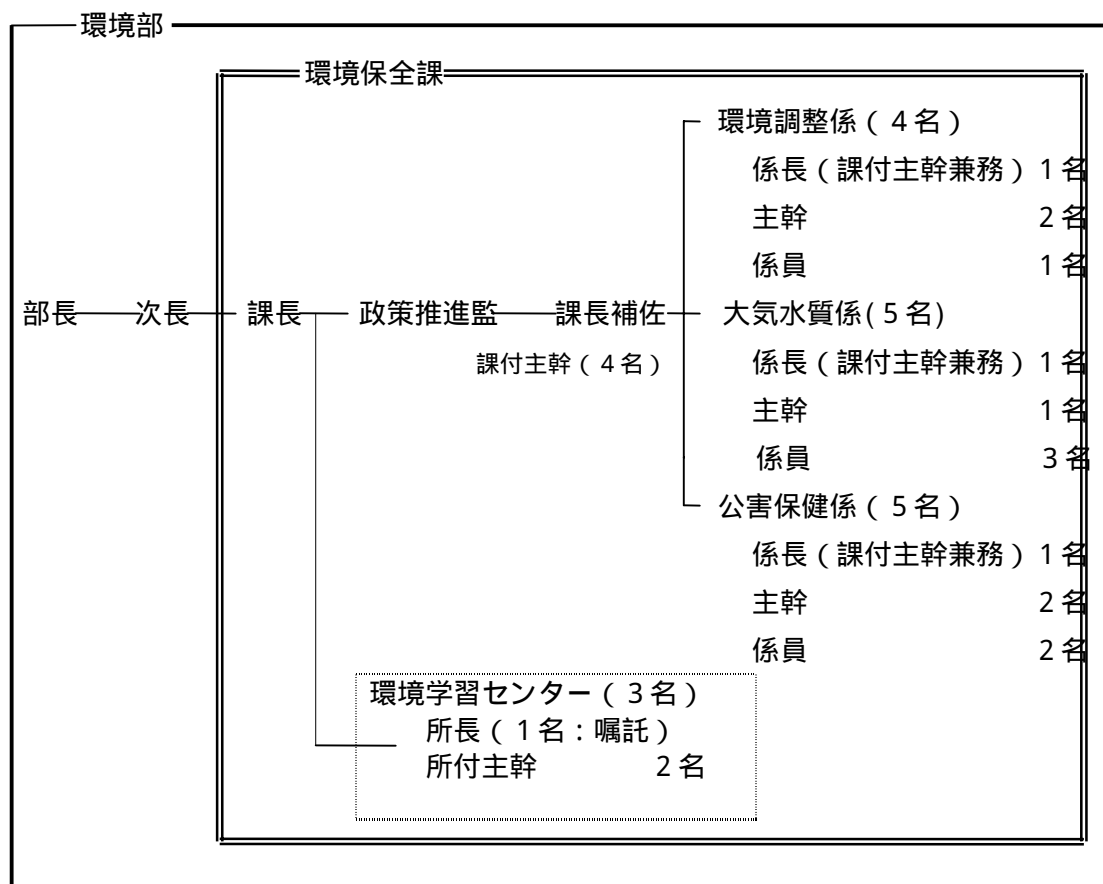 環境部
環境保全課
環境調整係(4名)
係長(課付主幹兼務)1名
主幹 2名
係員 1名
部長 次長 課長 政策推進監 課長補佐 大気水質係(5名)
課付主幹(4名) 係長(課付主幹兼務)1名
主幹 1名
係員 3名
公害保健係(5名)
係長(課付主幹兼務)1名
主幹 2名
係員 2名
環境学習センター(3名)
所長(1名:嘱託)
所付主幹 2名